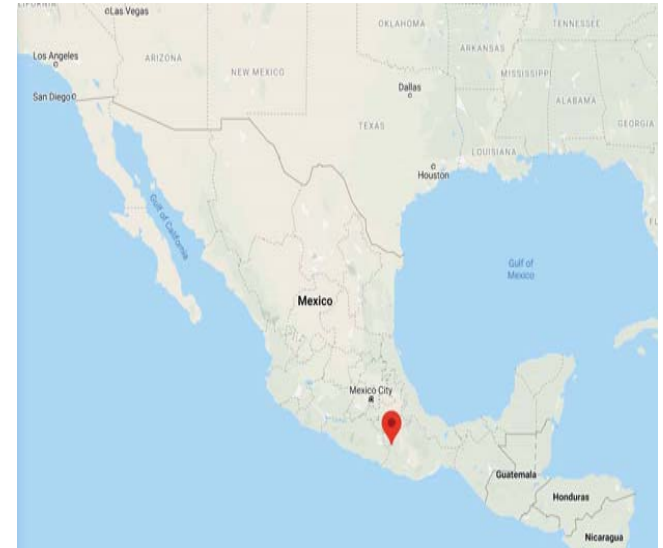 Las Vegas
OKLAHOMA
TENNESSEE
Los Angeles
ARIZONA
ARKANSAS
NEW MEXICO
MISSISSIPPI
Dallas
San Diego
ALABAMA
TEXAS
GEORGIA
LOUISIANA
Houston
Gulf of
California
Gulf of
Mexico
Mexico
Mexico City
Guatemala
Honduras
Nicaragua